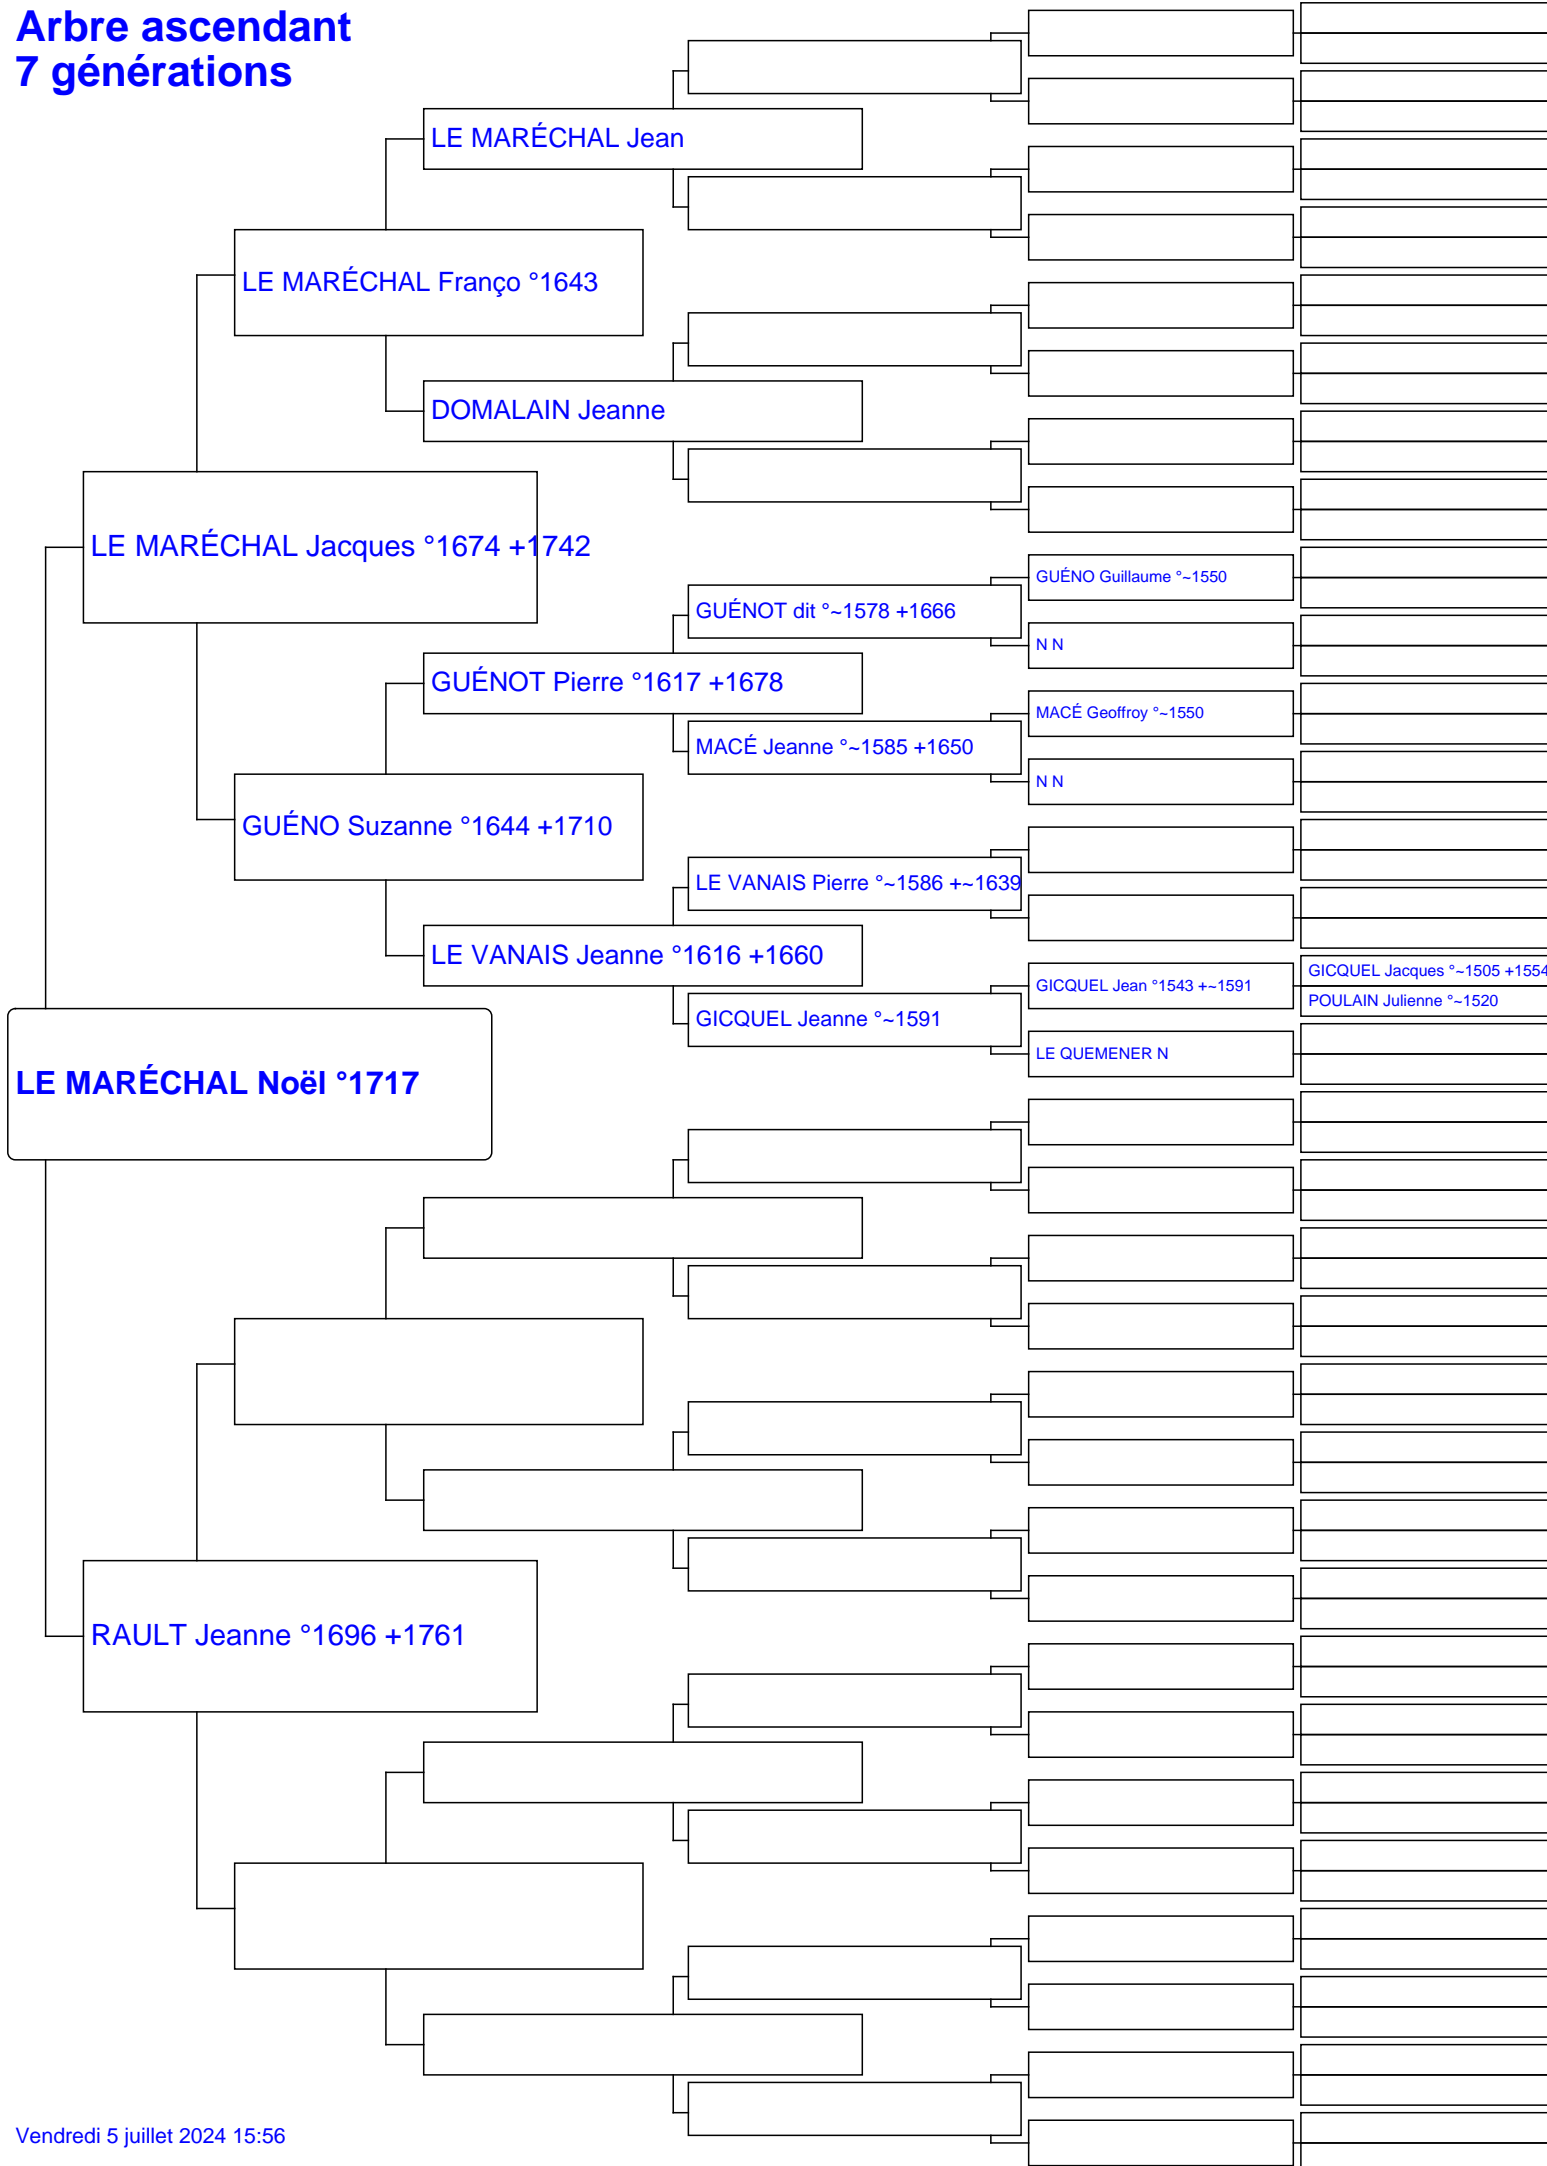 Arbre ascendant
7 générations
LE MARÉCHAL Jean
LE MARÉCHAL Franço °1643
DOMALAIN Jeanne
LE MARÉCHAL Jacques °1674 +1742
GUÉNO Guillaume °~1550
GUÉNOT dit °~1578 +1666
N N
GUÉNOT Pierre °1617 +1678
MACÉ Geoffroy °~1550
MACÉ Jeanne °~1585 +1650
N N
GUÉNO Suzanne °1644 +1710
LE VANAIS Pierre °~1586 +~1639
LE VANAIS Jeanne °1616 +1660
GICQUEL Jacques °~1505 +1554
GICQUEL Jean °1543 +~1591
POULAIN Julienne °~1520
GICQUEL Jeanne °~1591
LE QUEMENER N
LE MARÉCHAL Noël °1717
RAULT Jeanne °1696 +1761
Vendredi 5 juillet 2024 15:56